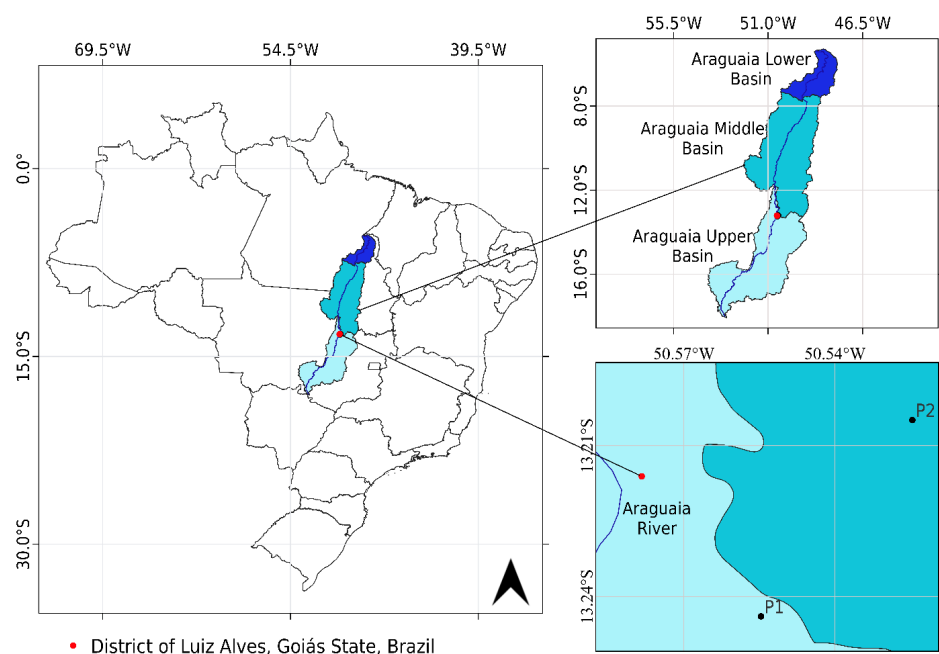 69.5°W 54.5°W 39.5°W
0.0°
15.0°S
30.0°S
55.5°W 51.0°W 46.5°W
8.0°S
12.0°S
16.0°S
Araguaia Lower
Basin
Araguaia Middle
Basin
Araguaia Upper
Basin
50.57°W 50.54°W
13.21°S
13.24°S
P2
Araguaia
River
P1
District of Luiz Alves, Goiás State, Brazil